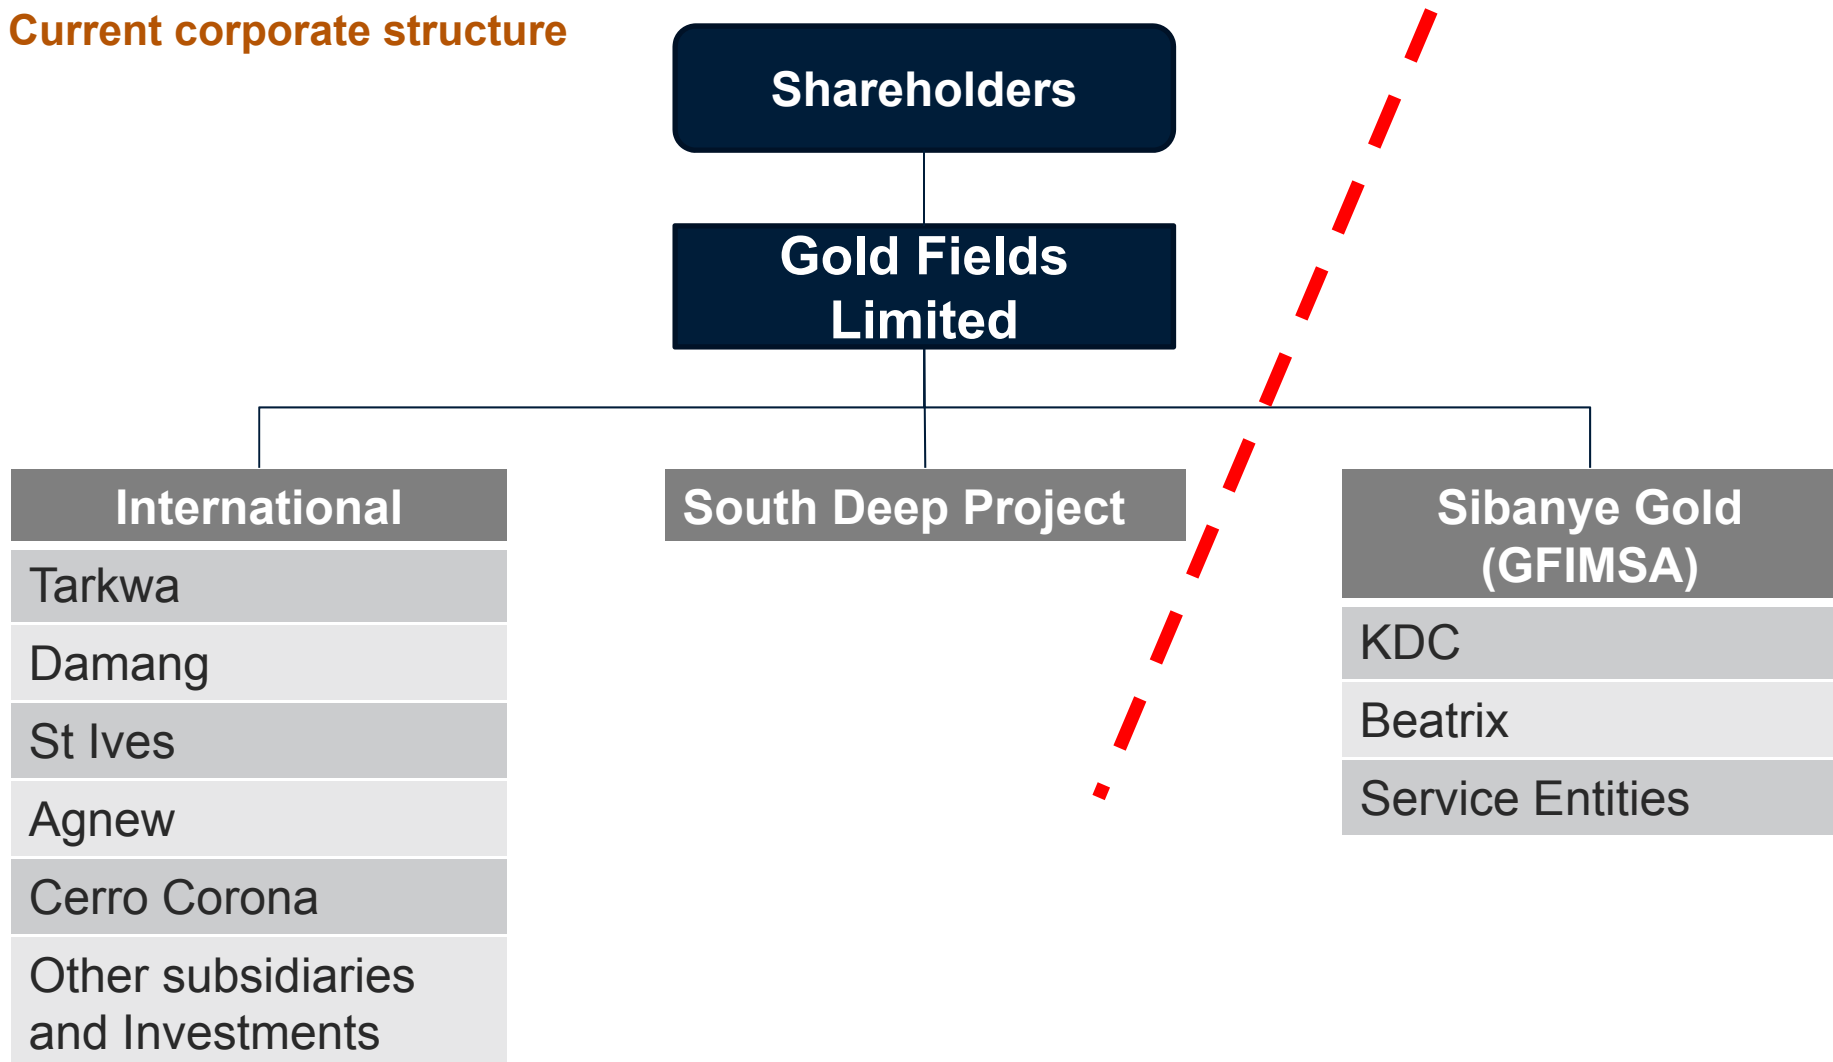 Current corporate structure
Shareholders
Gold Fields
Limited
International
Tarkwa
Damang
St Ives
Agnew
Cerro Corona
Other subsidiaries
and Investments
South Deep Project
Sibanye Gold
(GFIMSA)
KDC
Beatrix
Service Entities